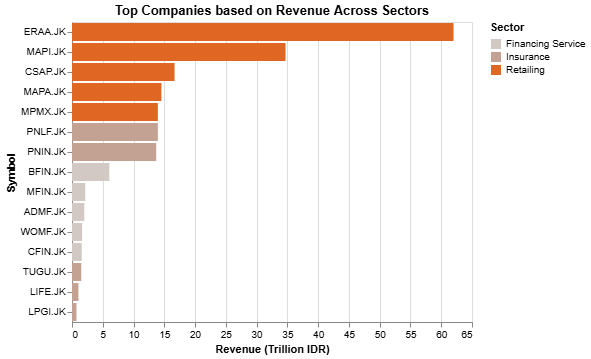 Top Companies based on Revenue Across Sectors
Sector
Financing Service
Insurance
Retailing
Symbol
ERAA.JK
MAPI.JK
CSAP.JK
MAPA.JK
MPMX.JK
PNLF.JK
PNIN.JK
BFIN.JK
MFIN.JK
ADMF.JK
WOMF.JK
CFIN.JK
TUGU.JK
LIFE.JK
LPGI.JK
0 5 10 15 20 25 30 35 40 45 50 55 60 65
Revenue (Trillion IDR)